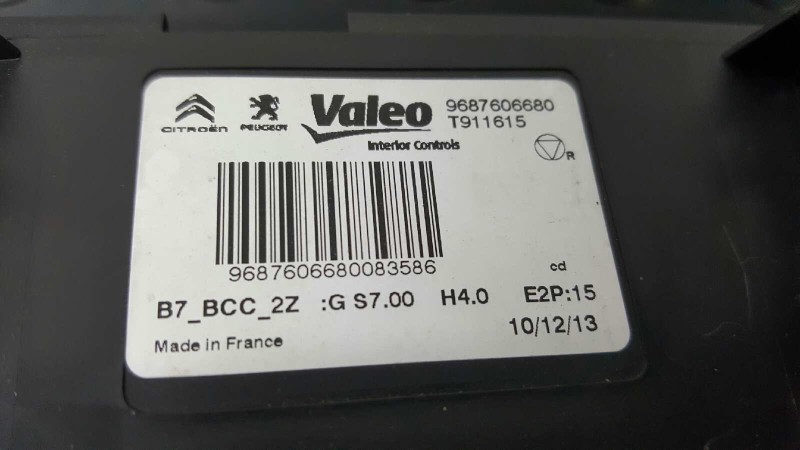 CITROËN PEUGEOT Valeo 9687606680
T911615
Interior Controls
R
9687606680083586
cd
B7_BCC_2Z :G S7.00 H4.0 E2P:15
10/12/13
Made in France